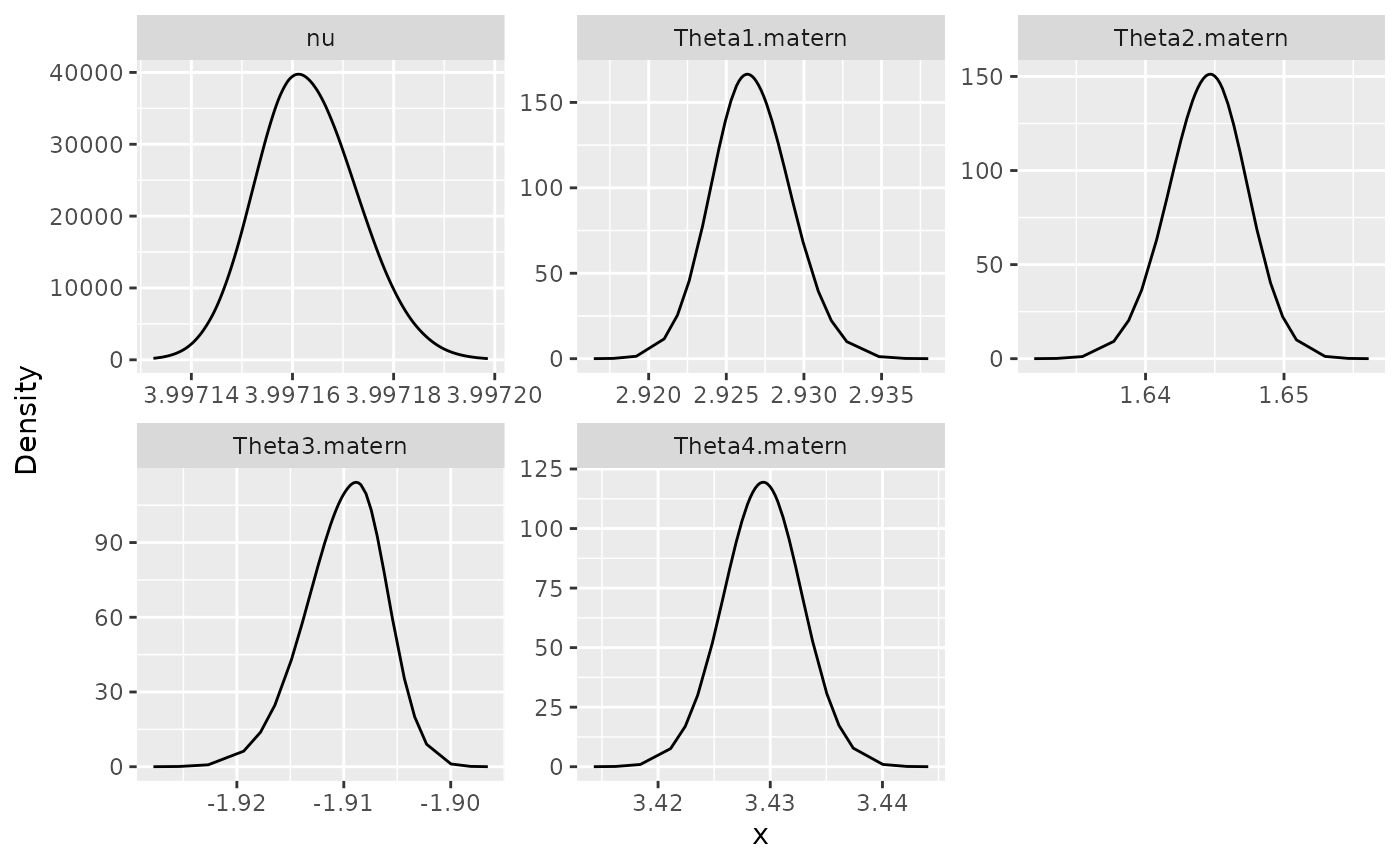 nu
Theta1.matern
Theta2.matern
40000
30000
20000
10000
0
3.99714 3.99716 3.99718 3.99720
150
100
50
0
2.920 2.925 2.930 2.935
150
100
50
0
1.64 1.65
Density
Theta3.matern
Theta4.matern
90
60
30
0
-1.92 -1.91 -1.90
125
100
75
50
25
0
3.42 3.43 3.44
x